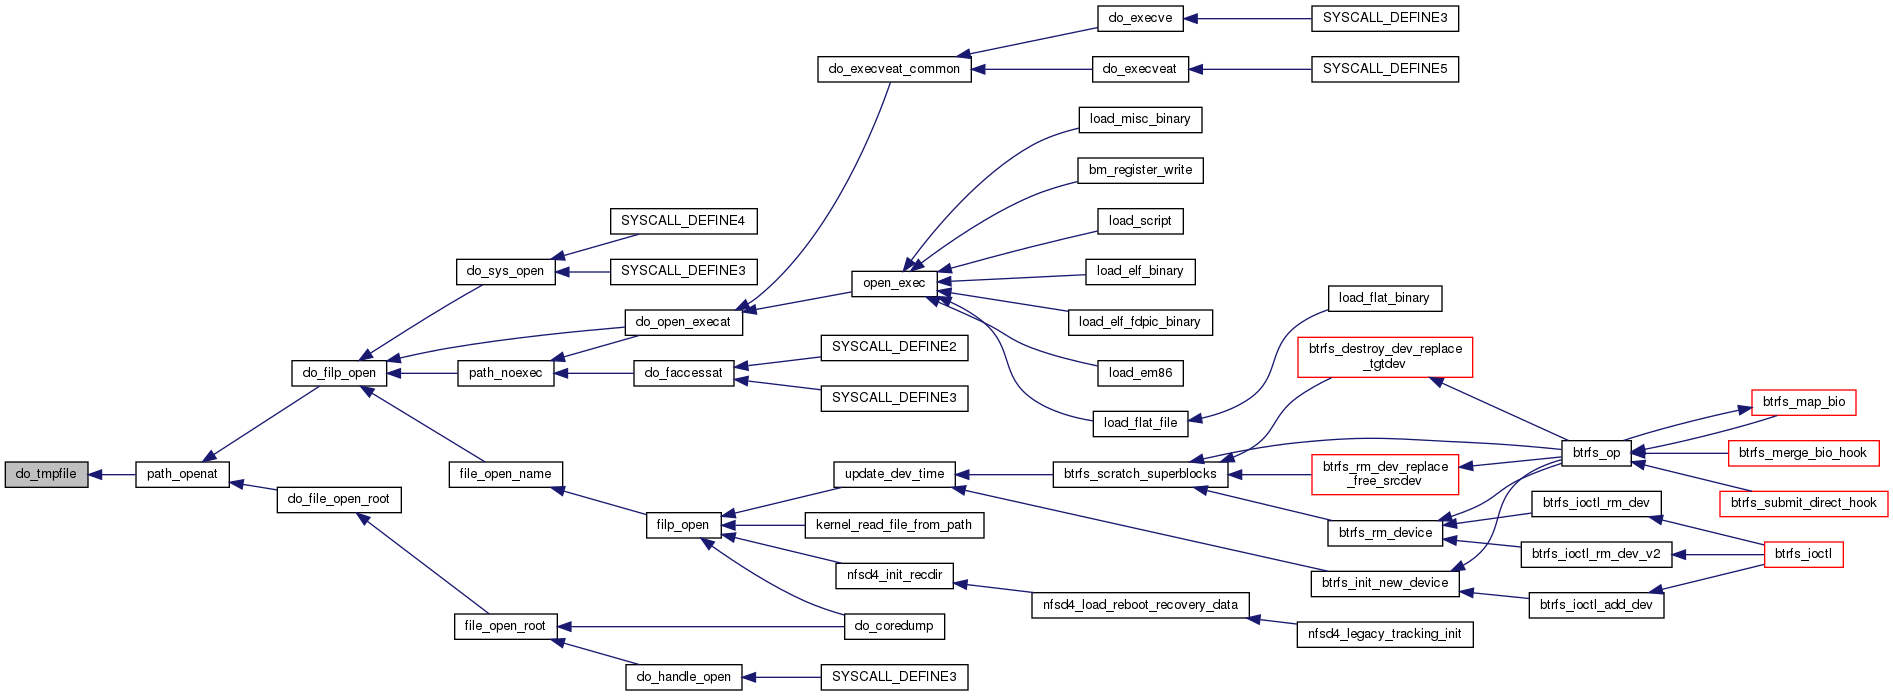 do_execve
SYSCALL_DEFINE3
do_execveat_common
do_execveat
SYSCALL_DEFINE5
load_misc_binary
bm_register_write
SYSCALL_DEFINE4
load_script
do_sys_open
SYSCALL_DEFINE3
open_exec
load_elf_binary
load_flat_binary
do_open_execat
load_elf_fdpic_binary
SYSCALL_DEFINE2
btrfs_destroy_dev_replace
_tgtdev
do_filp_open
path_noexec
do_faccessat
load_em86
SYSCALL_DEFINE3
btrfs_map_bio
load_flat_file
btrfs_op
btrfs_merge_bio_hook
do_tmpfile
path_openat
file_open_name
update_dev_time
btrfs_scratch_superblocks
btrfs_rm_dev_replace
_free_srcdev
do_file_open_root
btrfs_ioctl_rm_dev
btrfs_submit_direct_hook
filp_open
kernel_read_file_from_path
btrfs_rm_device
btrfs_ioctl_rm_dev_v2
btrfs_ioctl
nfsd4_init_recdir
btrfs_init_new_device
nfsd4_load_reboot_recovery_data
btrfs_ioctl_add_dev
file_open_root
do_coredump
nfsd4_legacy_tracking_init
do_handle_open
SYSCALL_DEFINE3